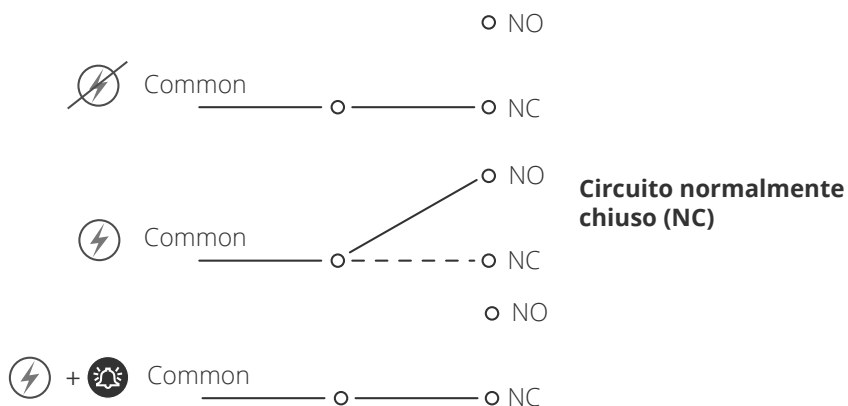 NO
Common
NC
NO
Circuito normalmente
chiuso (NC)
Common
NC
NO
+
Common
NC